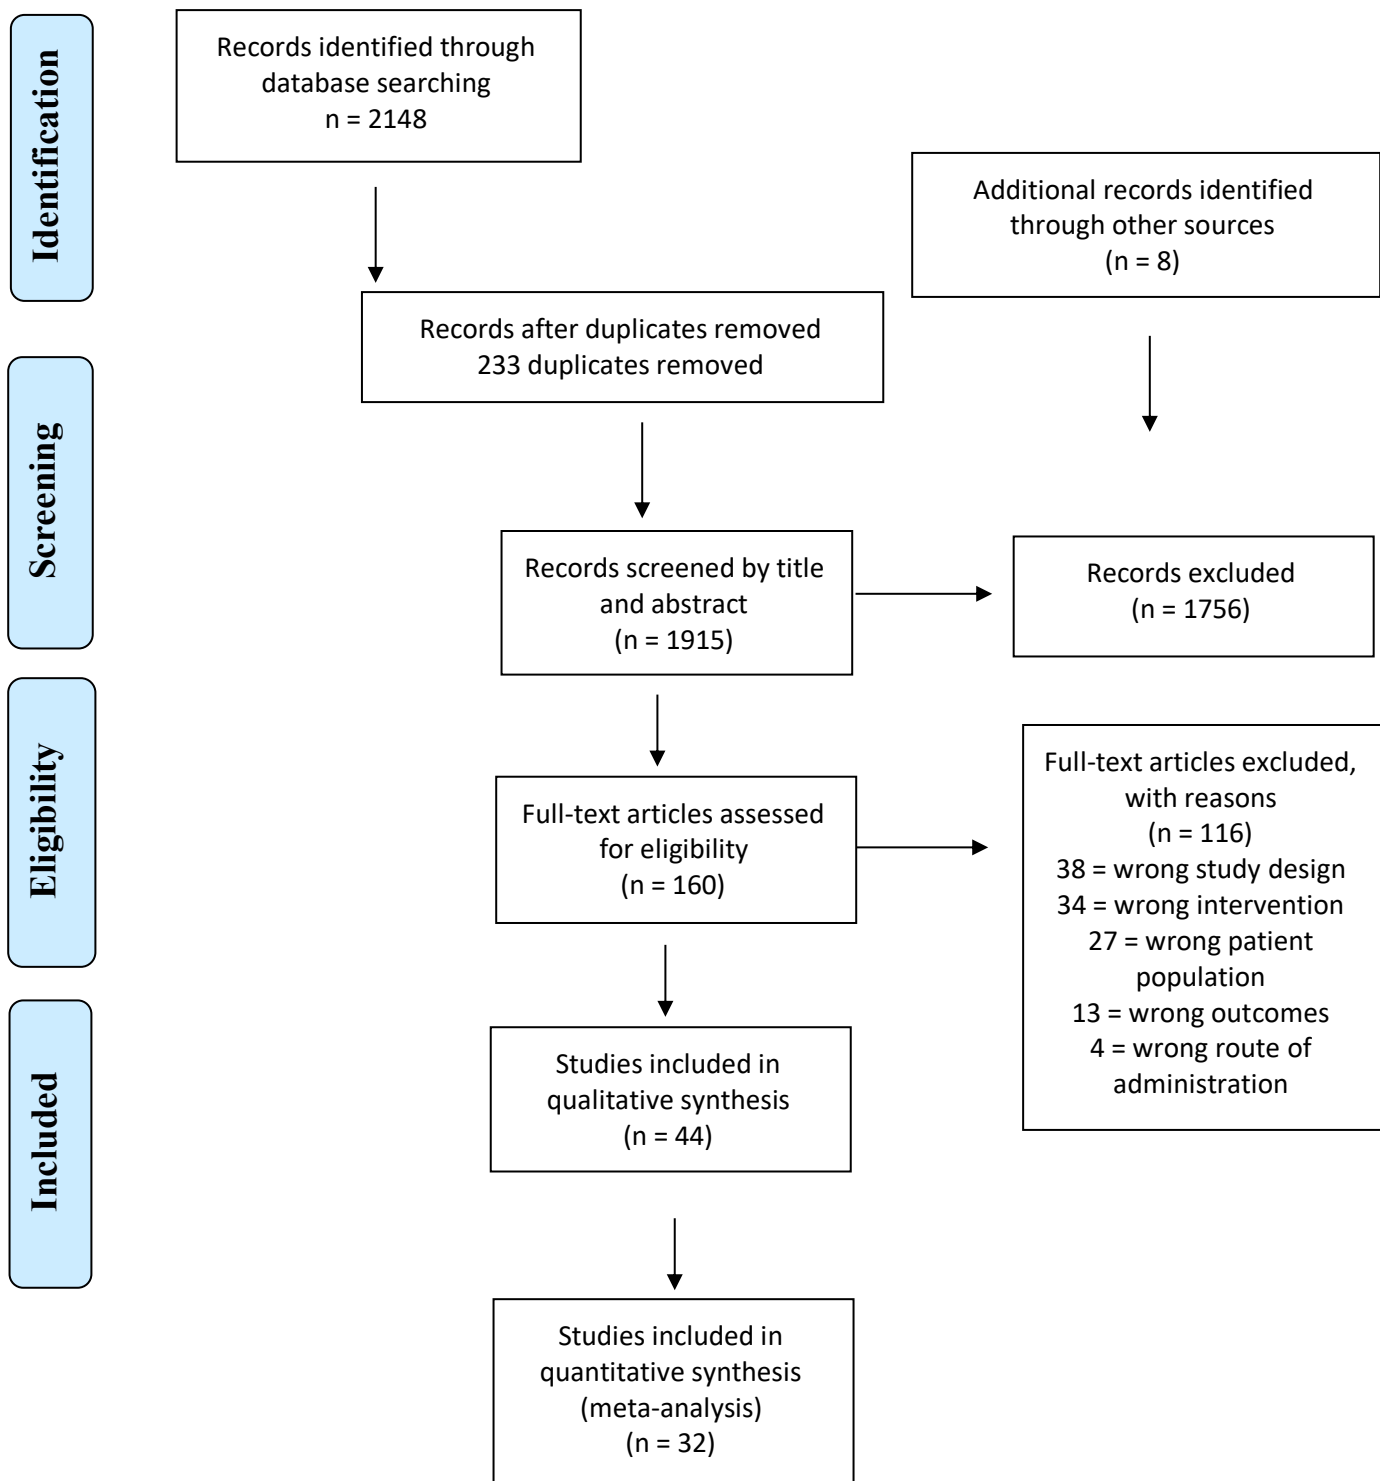 Identification
Records identified through
database searching
n = 2148
Additional records identified
through other sources
(n = 8)
Records after duplicates removed
233 duplicates removed
Screening
Records screened by title
and abstract
(n = 1915)
Records excluded
(n = 1756)
Eligibility
Full-text articles assessed
for eligibility
(n = 160)
Full-text articles excluded,
with reasons
(n = 116)
38 = wrong study design
34 = wrong intervention
27 = wrong patient
population
13 = wrong outcomes
4 = wrong route of
administration
Included
Studies included in
qualitative synthesis
(n = 44)
Studies included in
quantitative synthesis
(meta-analysis)
(n = 32)